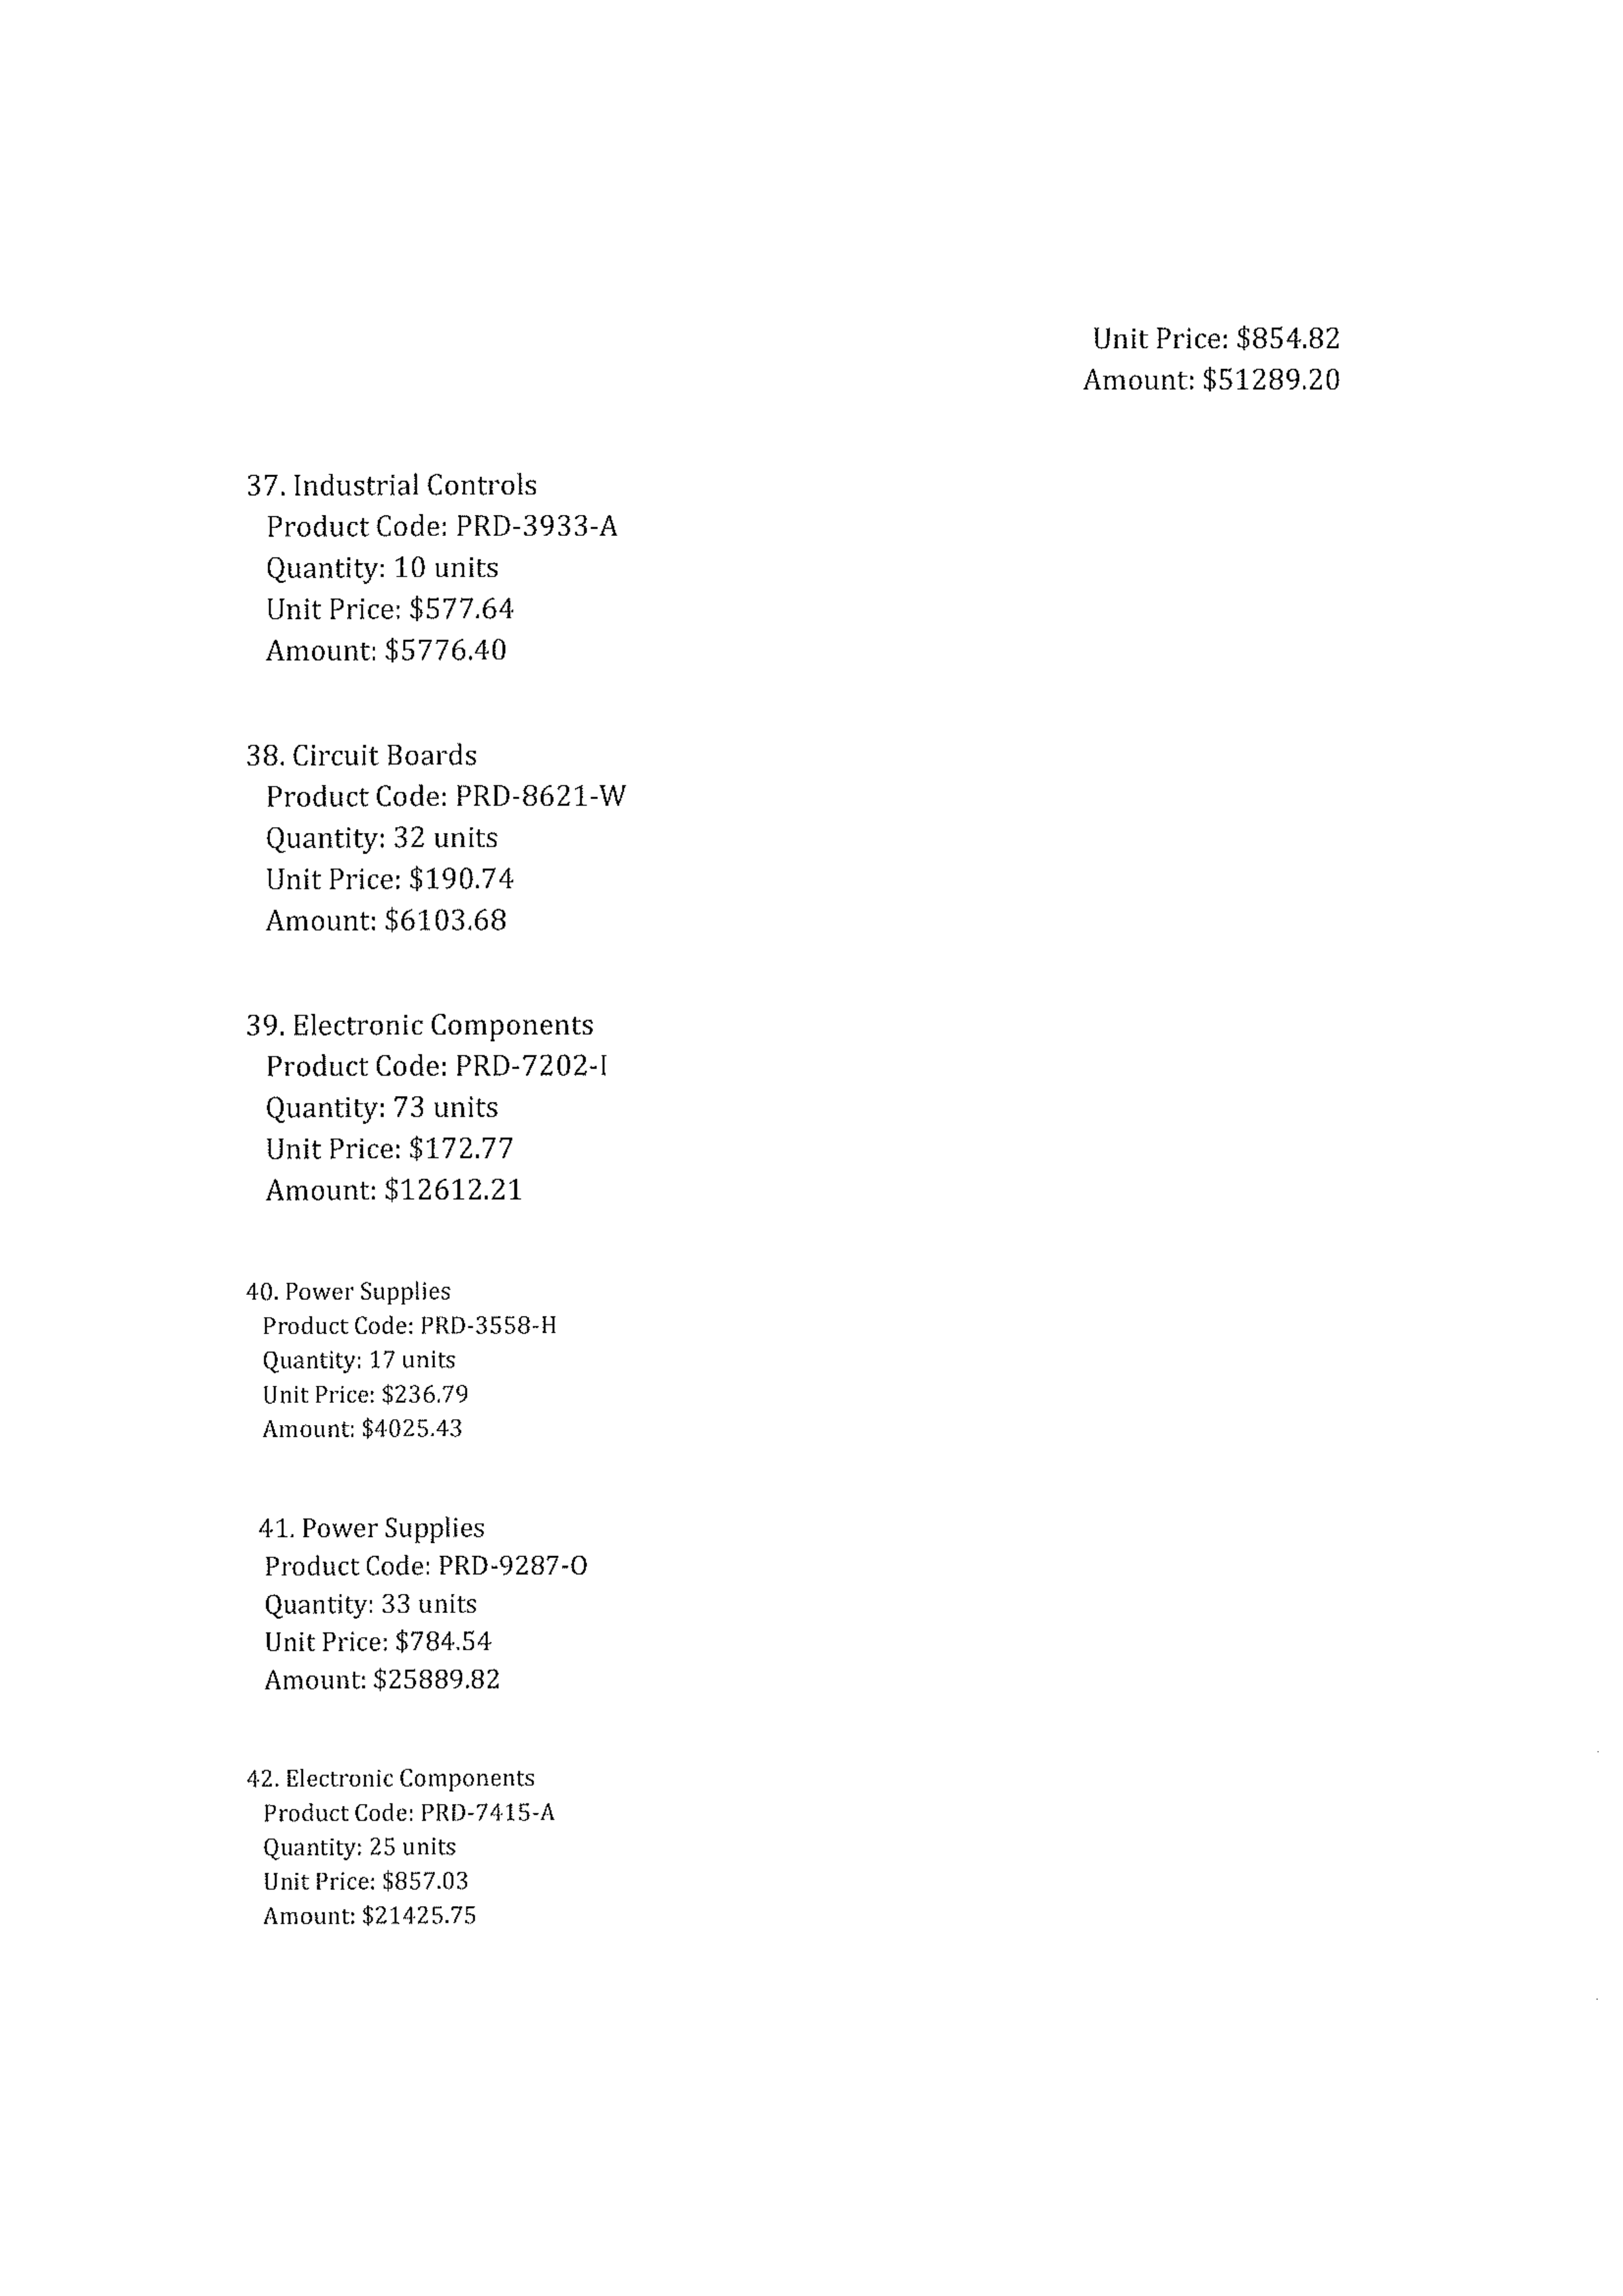 Unit Price: $854.82
Amount: $51289.20
37. Industrial Controls
Product Code: PRD-3933-A
Quantity: 10 units
Unit Price: $577.64
Amount: $5776.40
38. Circuit Boards
Product Code: PRD-8621-W
Quantity: 32 units
Unit Price: $190.74
Amount: $6103.68
39. Electronic Components
Product Code: PRD-7202-I
Quantity: 73 units
Unit Price: $172.77
Amount: $12612.21
40. Power Supplies
Product Code: PRD-3558-H
Quantity: 17 units
Unit Price: $236.79
Amount: $4025.43
41. Power Supplies
Product Code: PRD-9287-O
Quantity: 33 units
Unit Price: $784.54
Amount: $25889.82
42. Electronic Components
Product Code: PRD-7415-A
Quantity: 25 units
Unit Price: $857.03
Amount: $21425.75